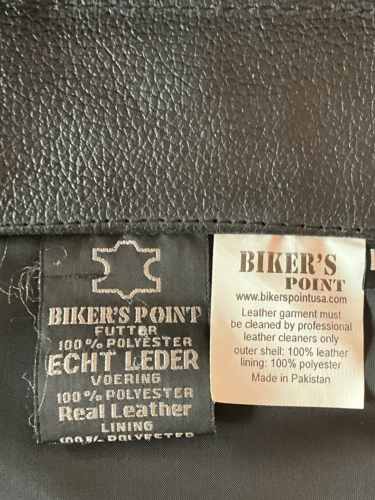 BIKER'S POINT
FUTTER
100% POLYESTER
ECHT LEDER
VOERING
100% POLYESTER
Real Leather
LINING
100% POLYESTER
BIKER'S
POINT
www.bikerspointusa.com
Leather garment must
be cleaned by professional
leather cleaners only
outer shell; 100% leather
lining: 100% polyester
Made in Pakistan